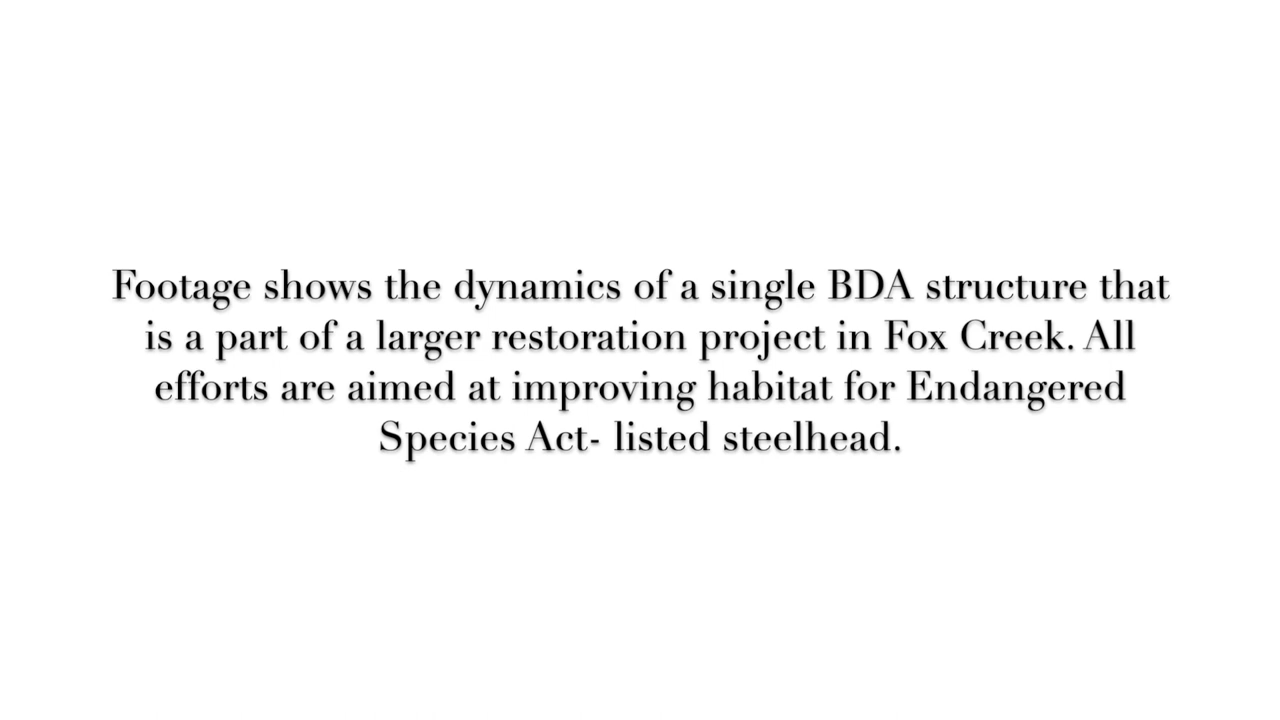 Footage shows the dynamics of a single BDA structure that
is a part of a larger restoration project in Fox Creek. All
efforts are aimed at improving habitat for Endangered
Species Act- listed steelhead.